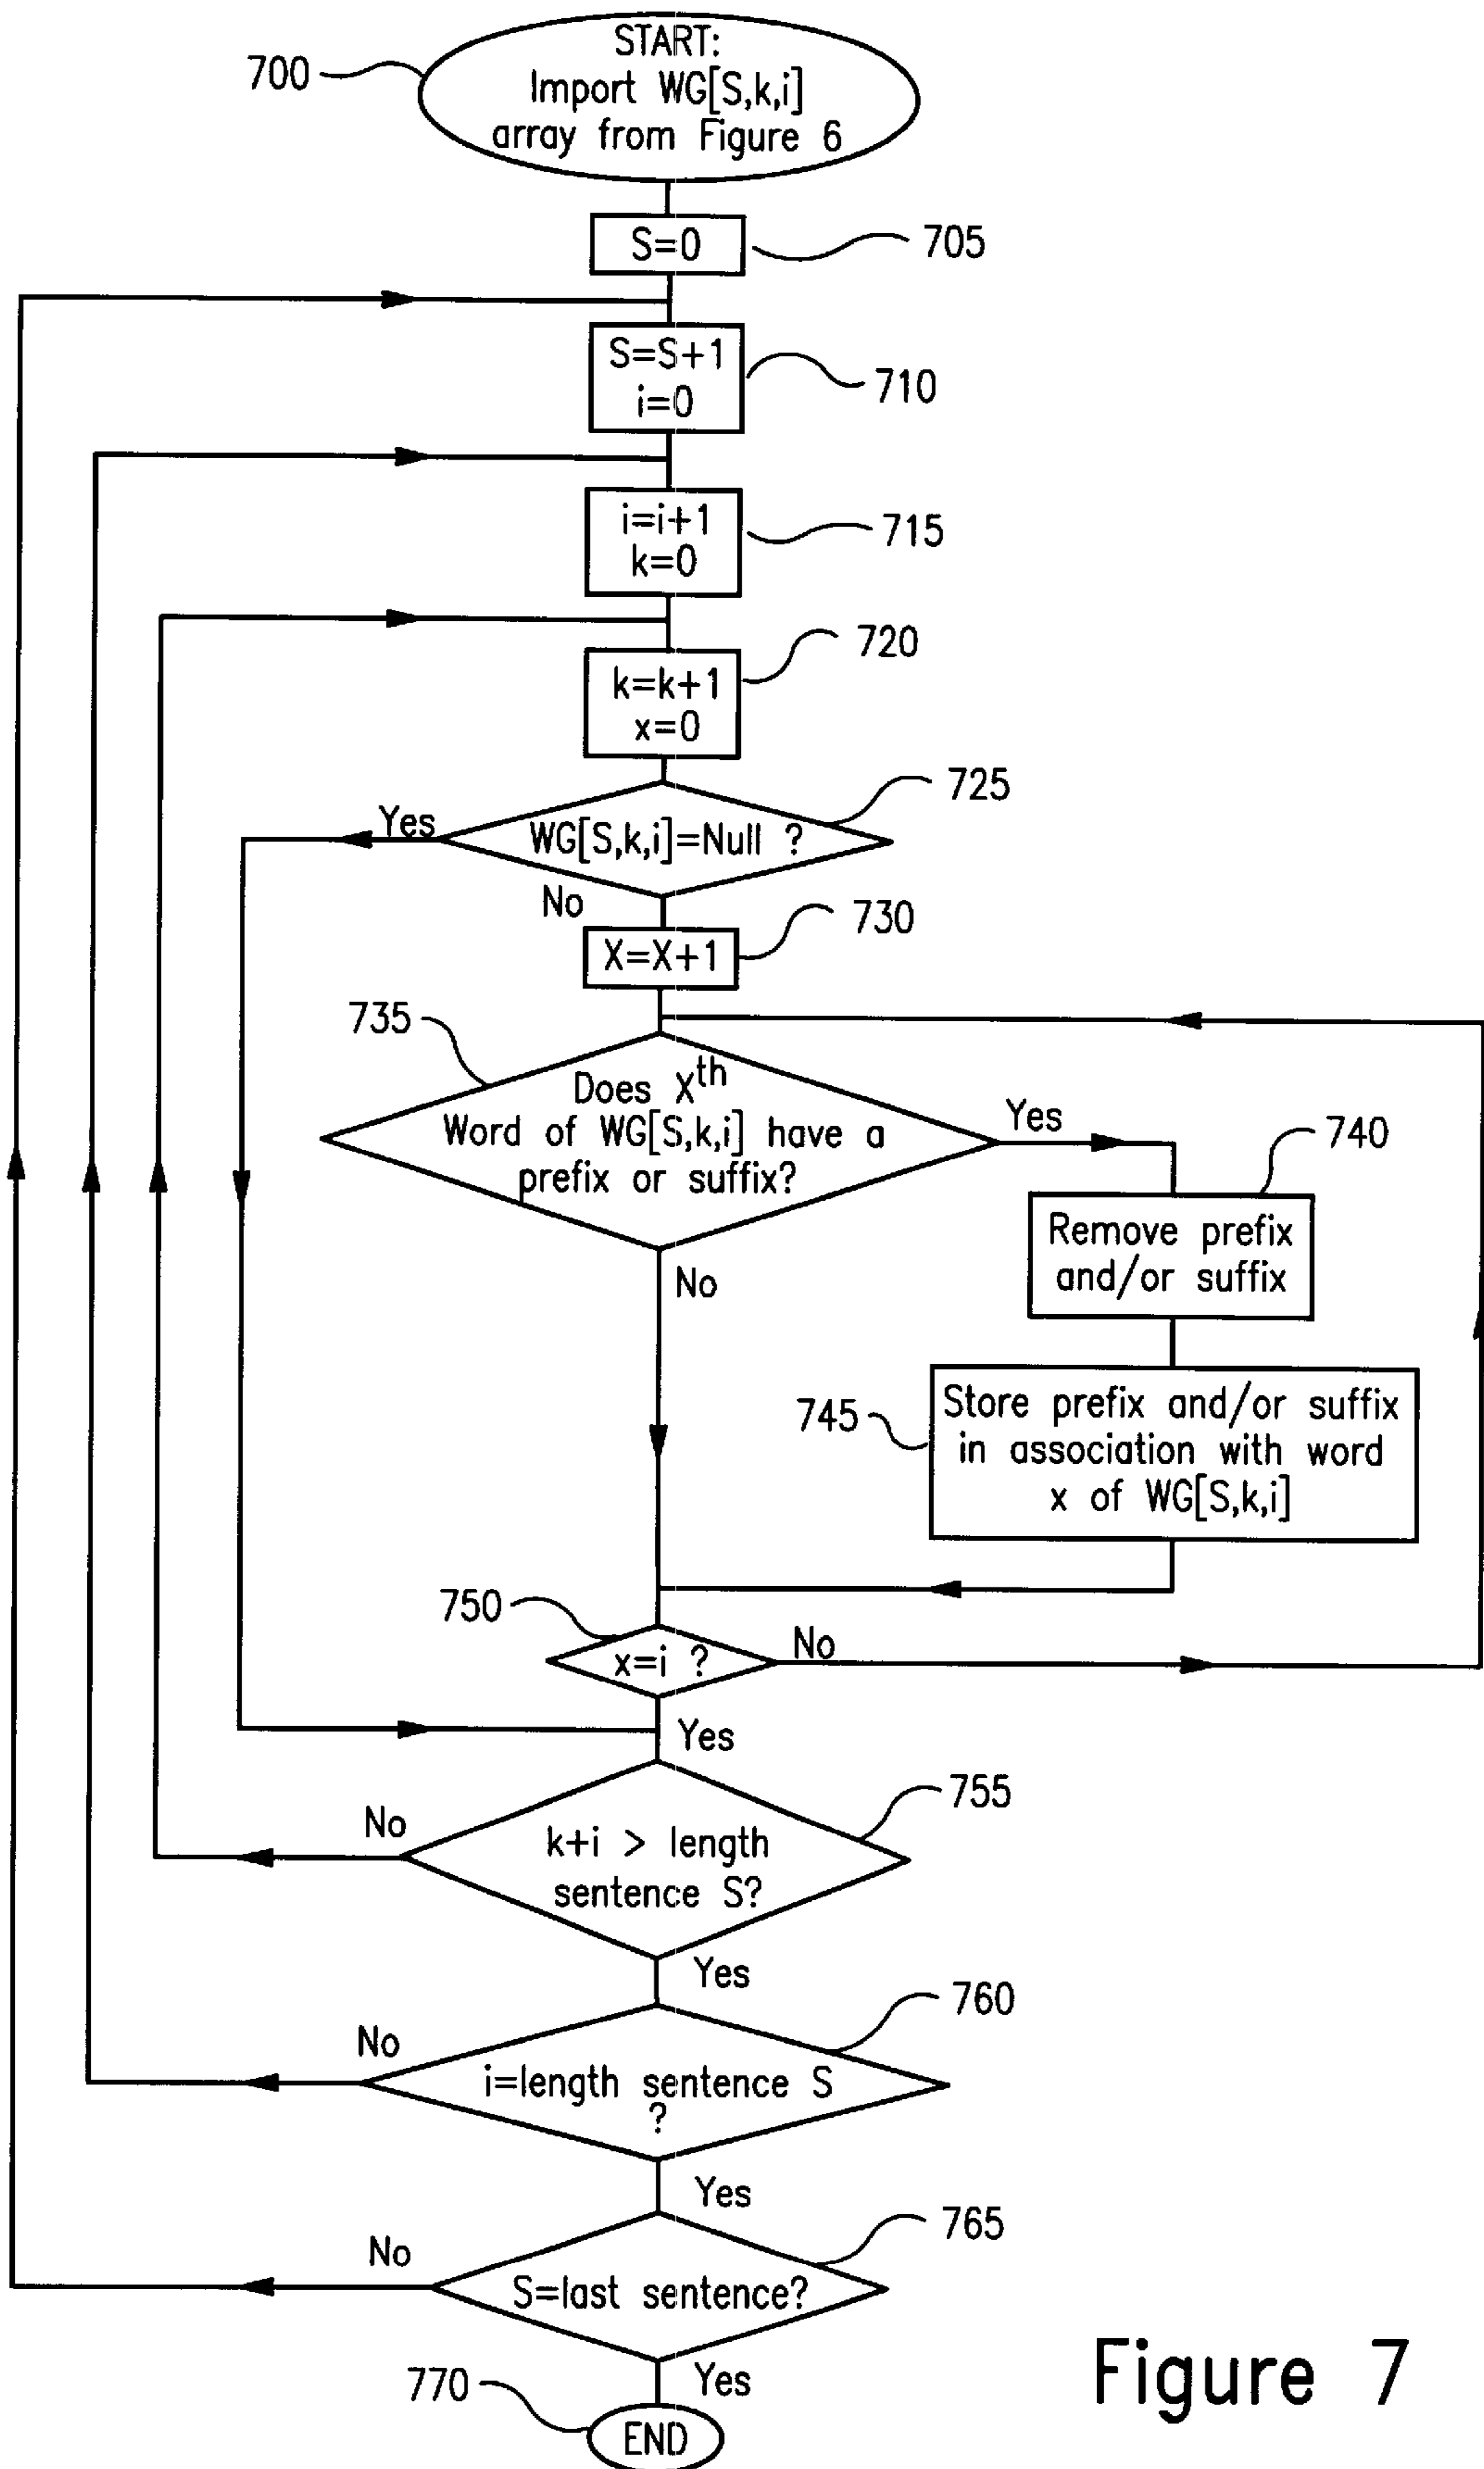 START:
Import WG[S,k,i]
array from Figure 6
700
S=0
705
S=S+1
i=0
710
i=i+1
k=0
715
k=k+1
x=0
720
WG[S,k,i]=Null ?
725
Yes
No
X=X+1
730
735
Does Xth
Word of WG[S,k,i] have a
prefix or suffix?
Yes
No
740
Remove prefix
and/or suffix
745
Store prefix and/or suffix
in association with word
x of WG[S,k,i]
750
x=i ?
No
Yes
755
k+i > length
sentence S?
No
Yes
760
i=length sentence S
?
No
Yes
765
S=last sentence?
No
Yes
770
END
Figure 7